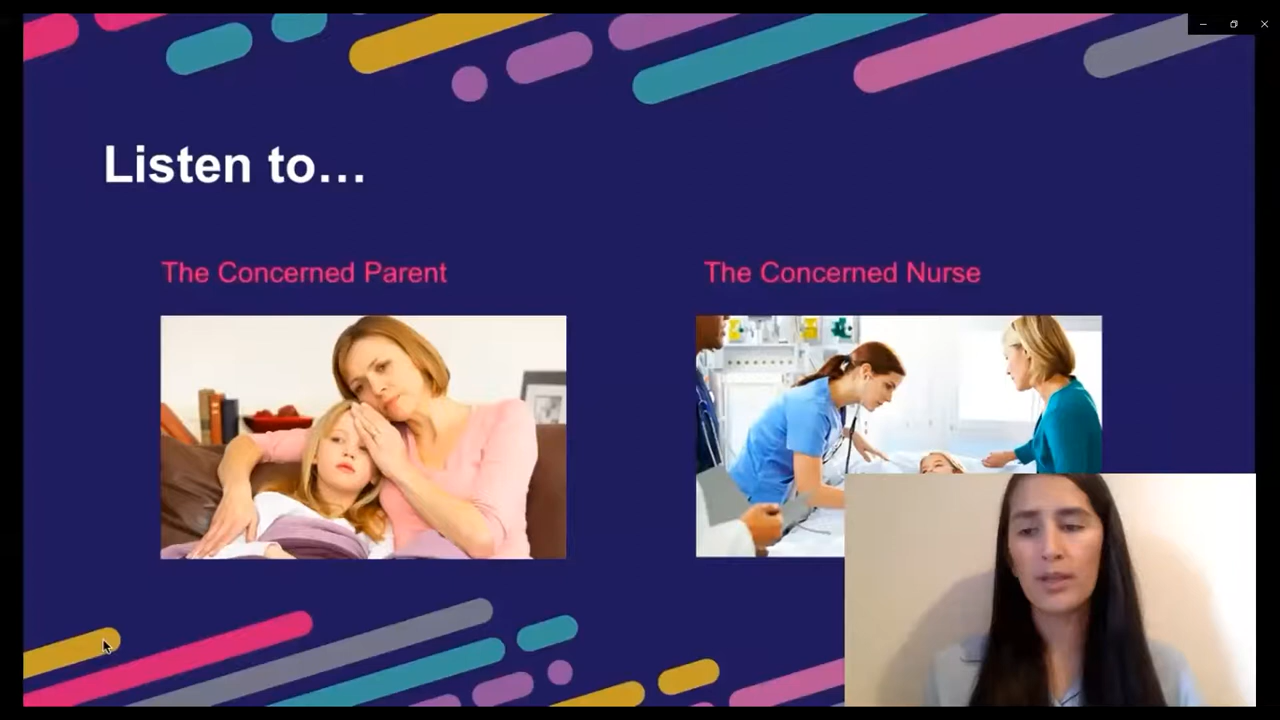 Listen to...
The Concerned Parent
The Concerned Nurse